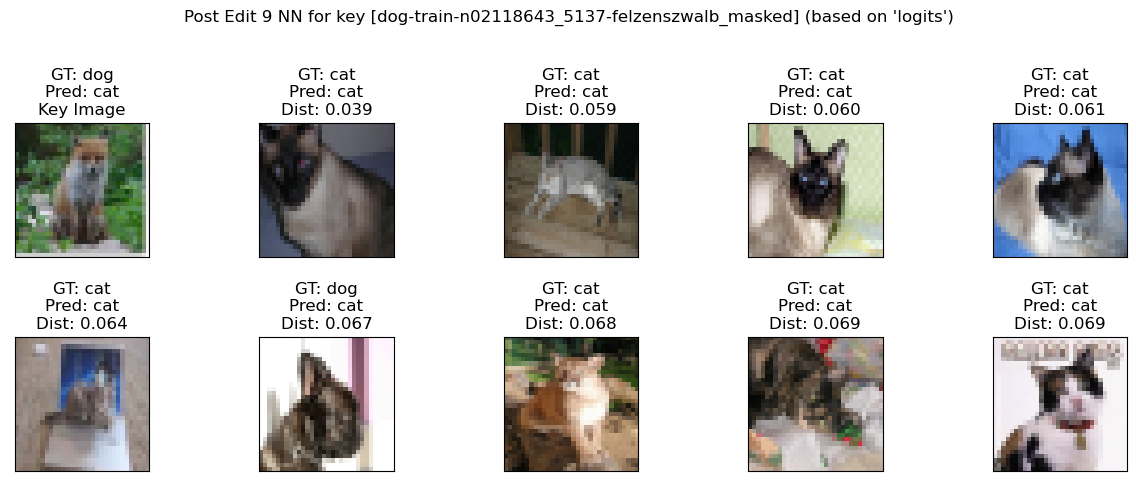 Post Edit 9 NN for key [dog-train-n02118643_5137-felzenszwalb_masked] (based on 'logits')
GT: dog
Pred: cat
Key Image
GT: cat
Pred: cat
Dist: 0.039
GT: cat
Pred: cat
Dist: 0.059
GT: cat
Pred: cat
Dist: 0.060
GT: cat
Pred: cat
Dist: 0.061
GT: cat
Pred: cat
Dist: 0.064
GT: dog
Pred: cat
Dist: 0.067
GT: cat
Pred: cat
Dist: 0.068
GT: cat
Pred: cat
Dist: 0.069
GT: cat
Pred: cat
Dist: 0.069